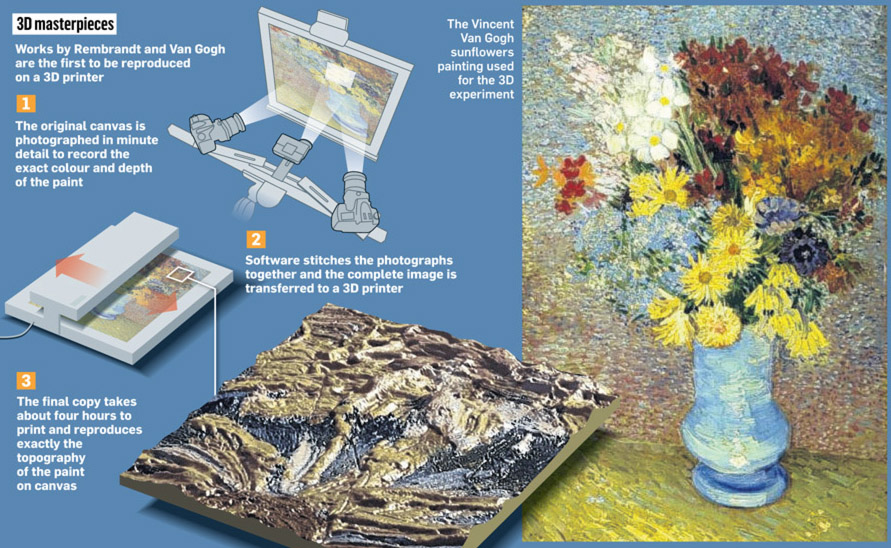 3D masterpieces
Works by Rembrandt and Van Gogh
are the first to be reproduced
on a 3D printer
1
The original canvas is
photographed in minute
detail to record the
exact colour and depth
of the paint
2
Software stitches the photographs
together and the complete image is
transferred to a 3D printer
3
The final copy takes
about four hours to
print and reproduces
exactly the
topography
of the paint
on canvas
The Vincent
Van Gogh
sunflowers
painting used
for the 3D
experiment